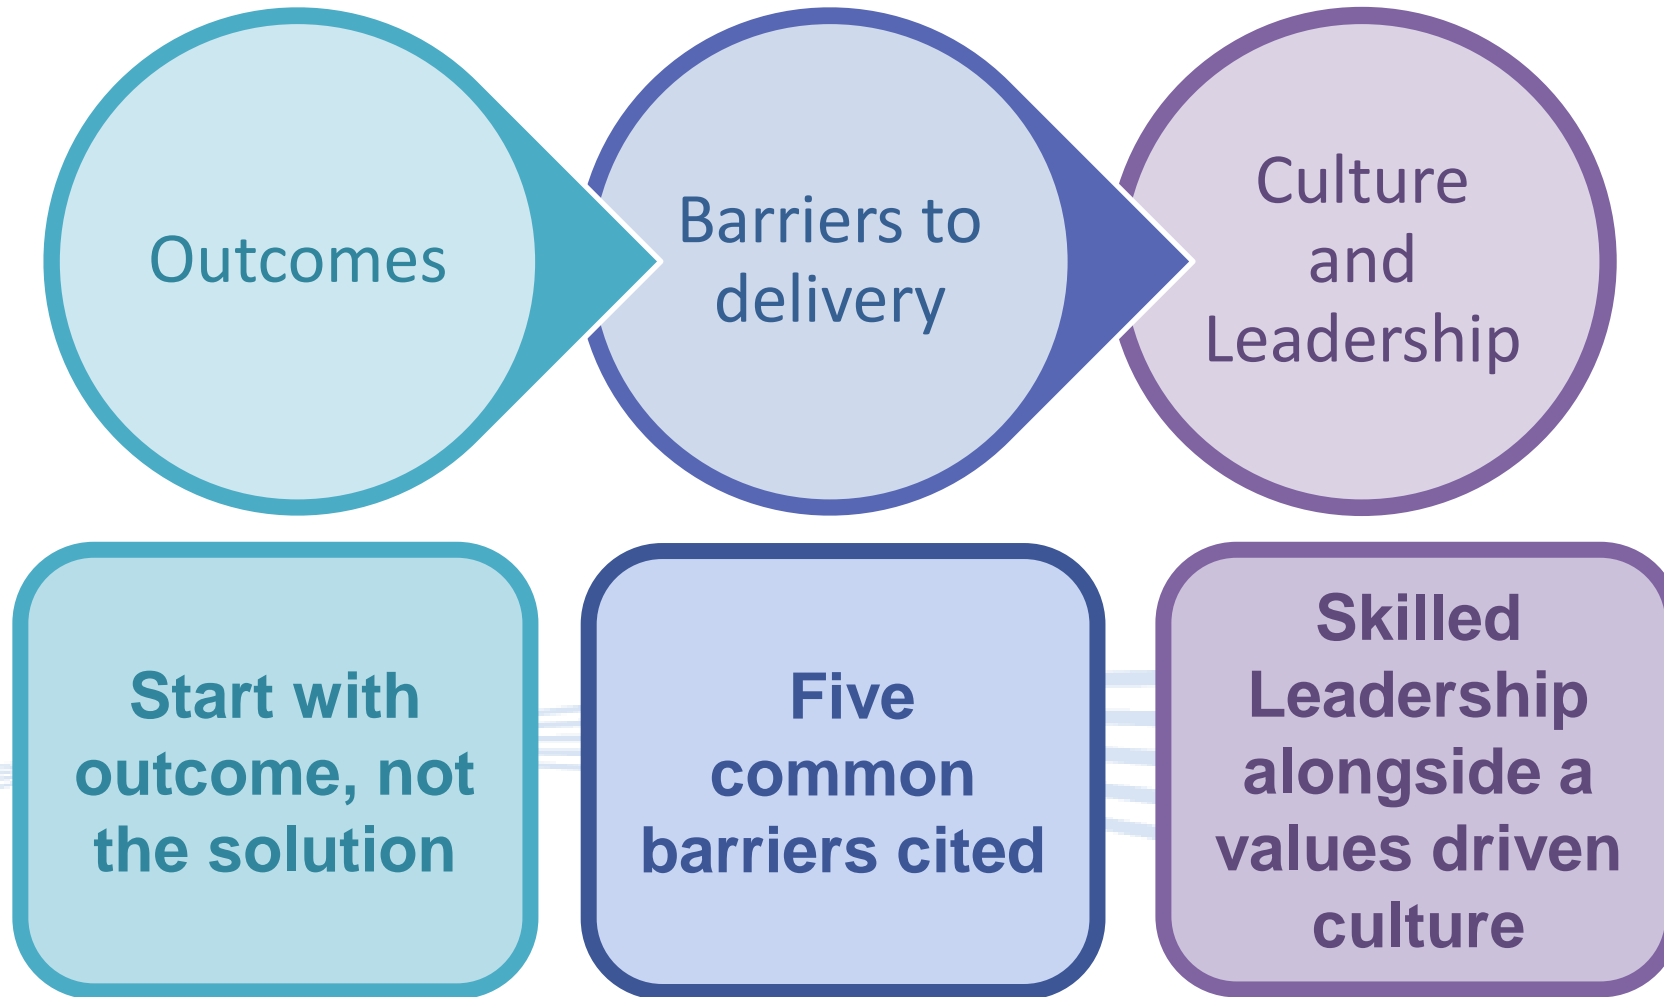 Outcomes
Barriers to
delivery
Culture
and
Leadership
Start with
outcome, not
the solution
Five
common
barriers cited
Skilled
Leadership
alongside a
values driven
culture